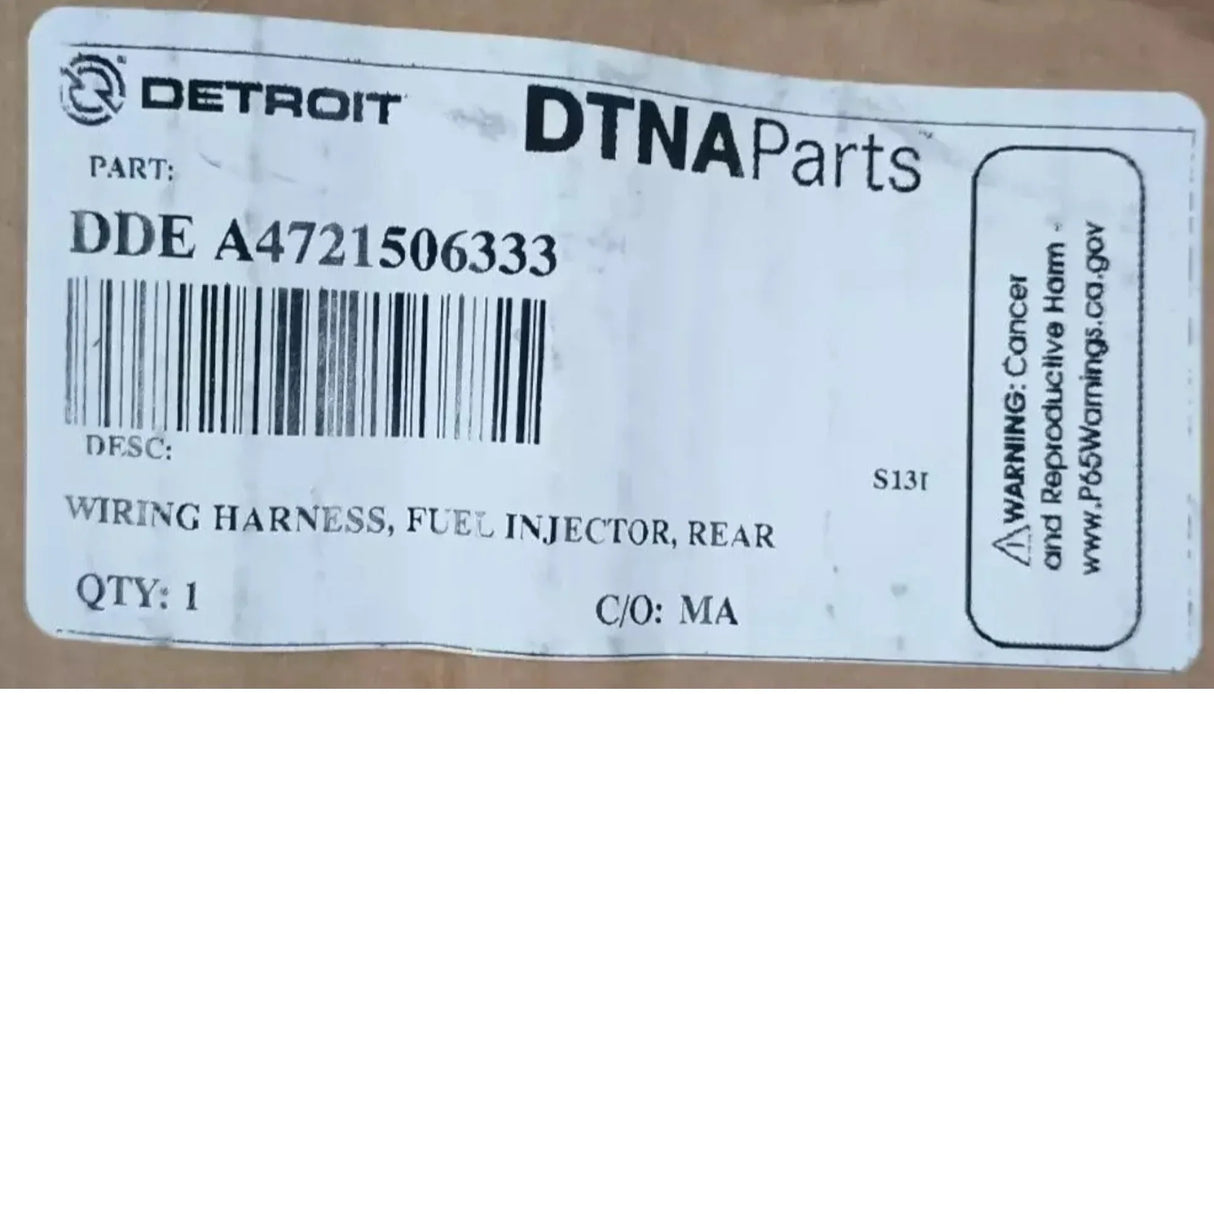 DETROIT
DTNAParts™
PART:
DDE A4721506333
DESC:
S13I
WIRING HARNESS, FUEL INJECTOR, REAR
QTY: 1
C/O: MA
⚠WARNING: Cancer
and Reproductive Harm -
www.P65Warnings.ca.gov